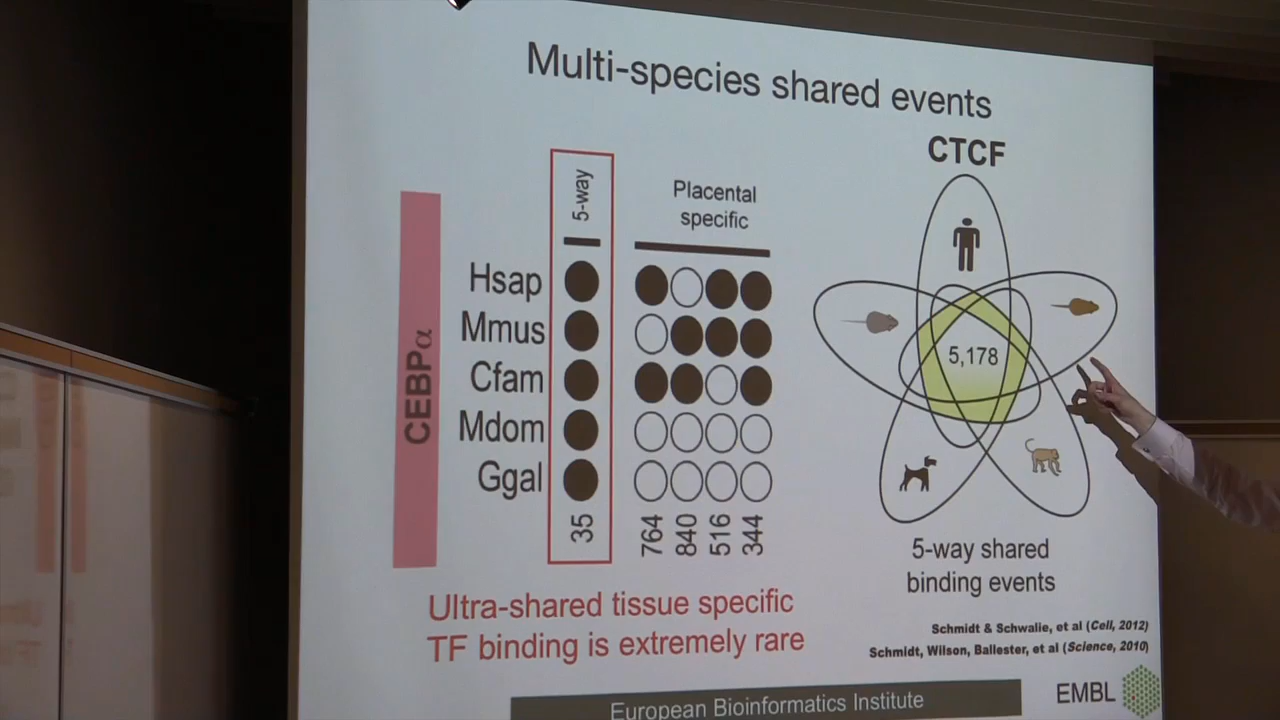 Multi-species shared events
CTCF
5-way
Placental
specific
CEBPα
Hsap
Mmus
Cfam
Mdom
Ggal
35
764
840
516
344
5,178
5-way shared
binding events
Ultra-shared tissue specific
TF binding is extremely rare
Schmidt & Schwalie, et al (Cell, 2012)
Schmidt, Wilson, Ballester, et al (Science, 2010)
European Bioinformatics Institute
EMBL